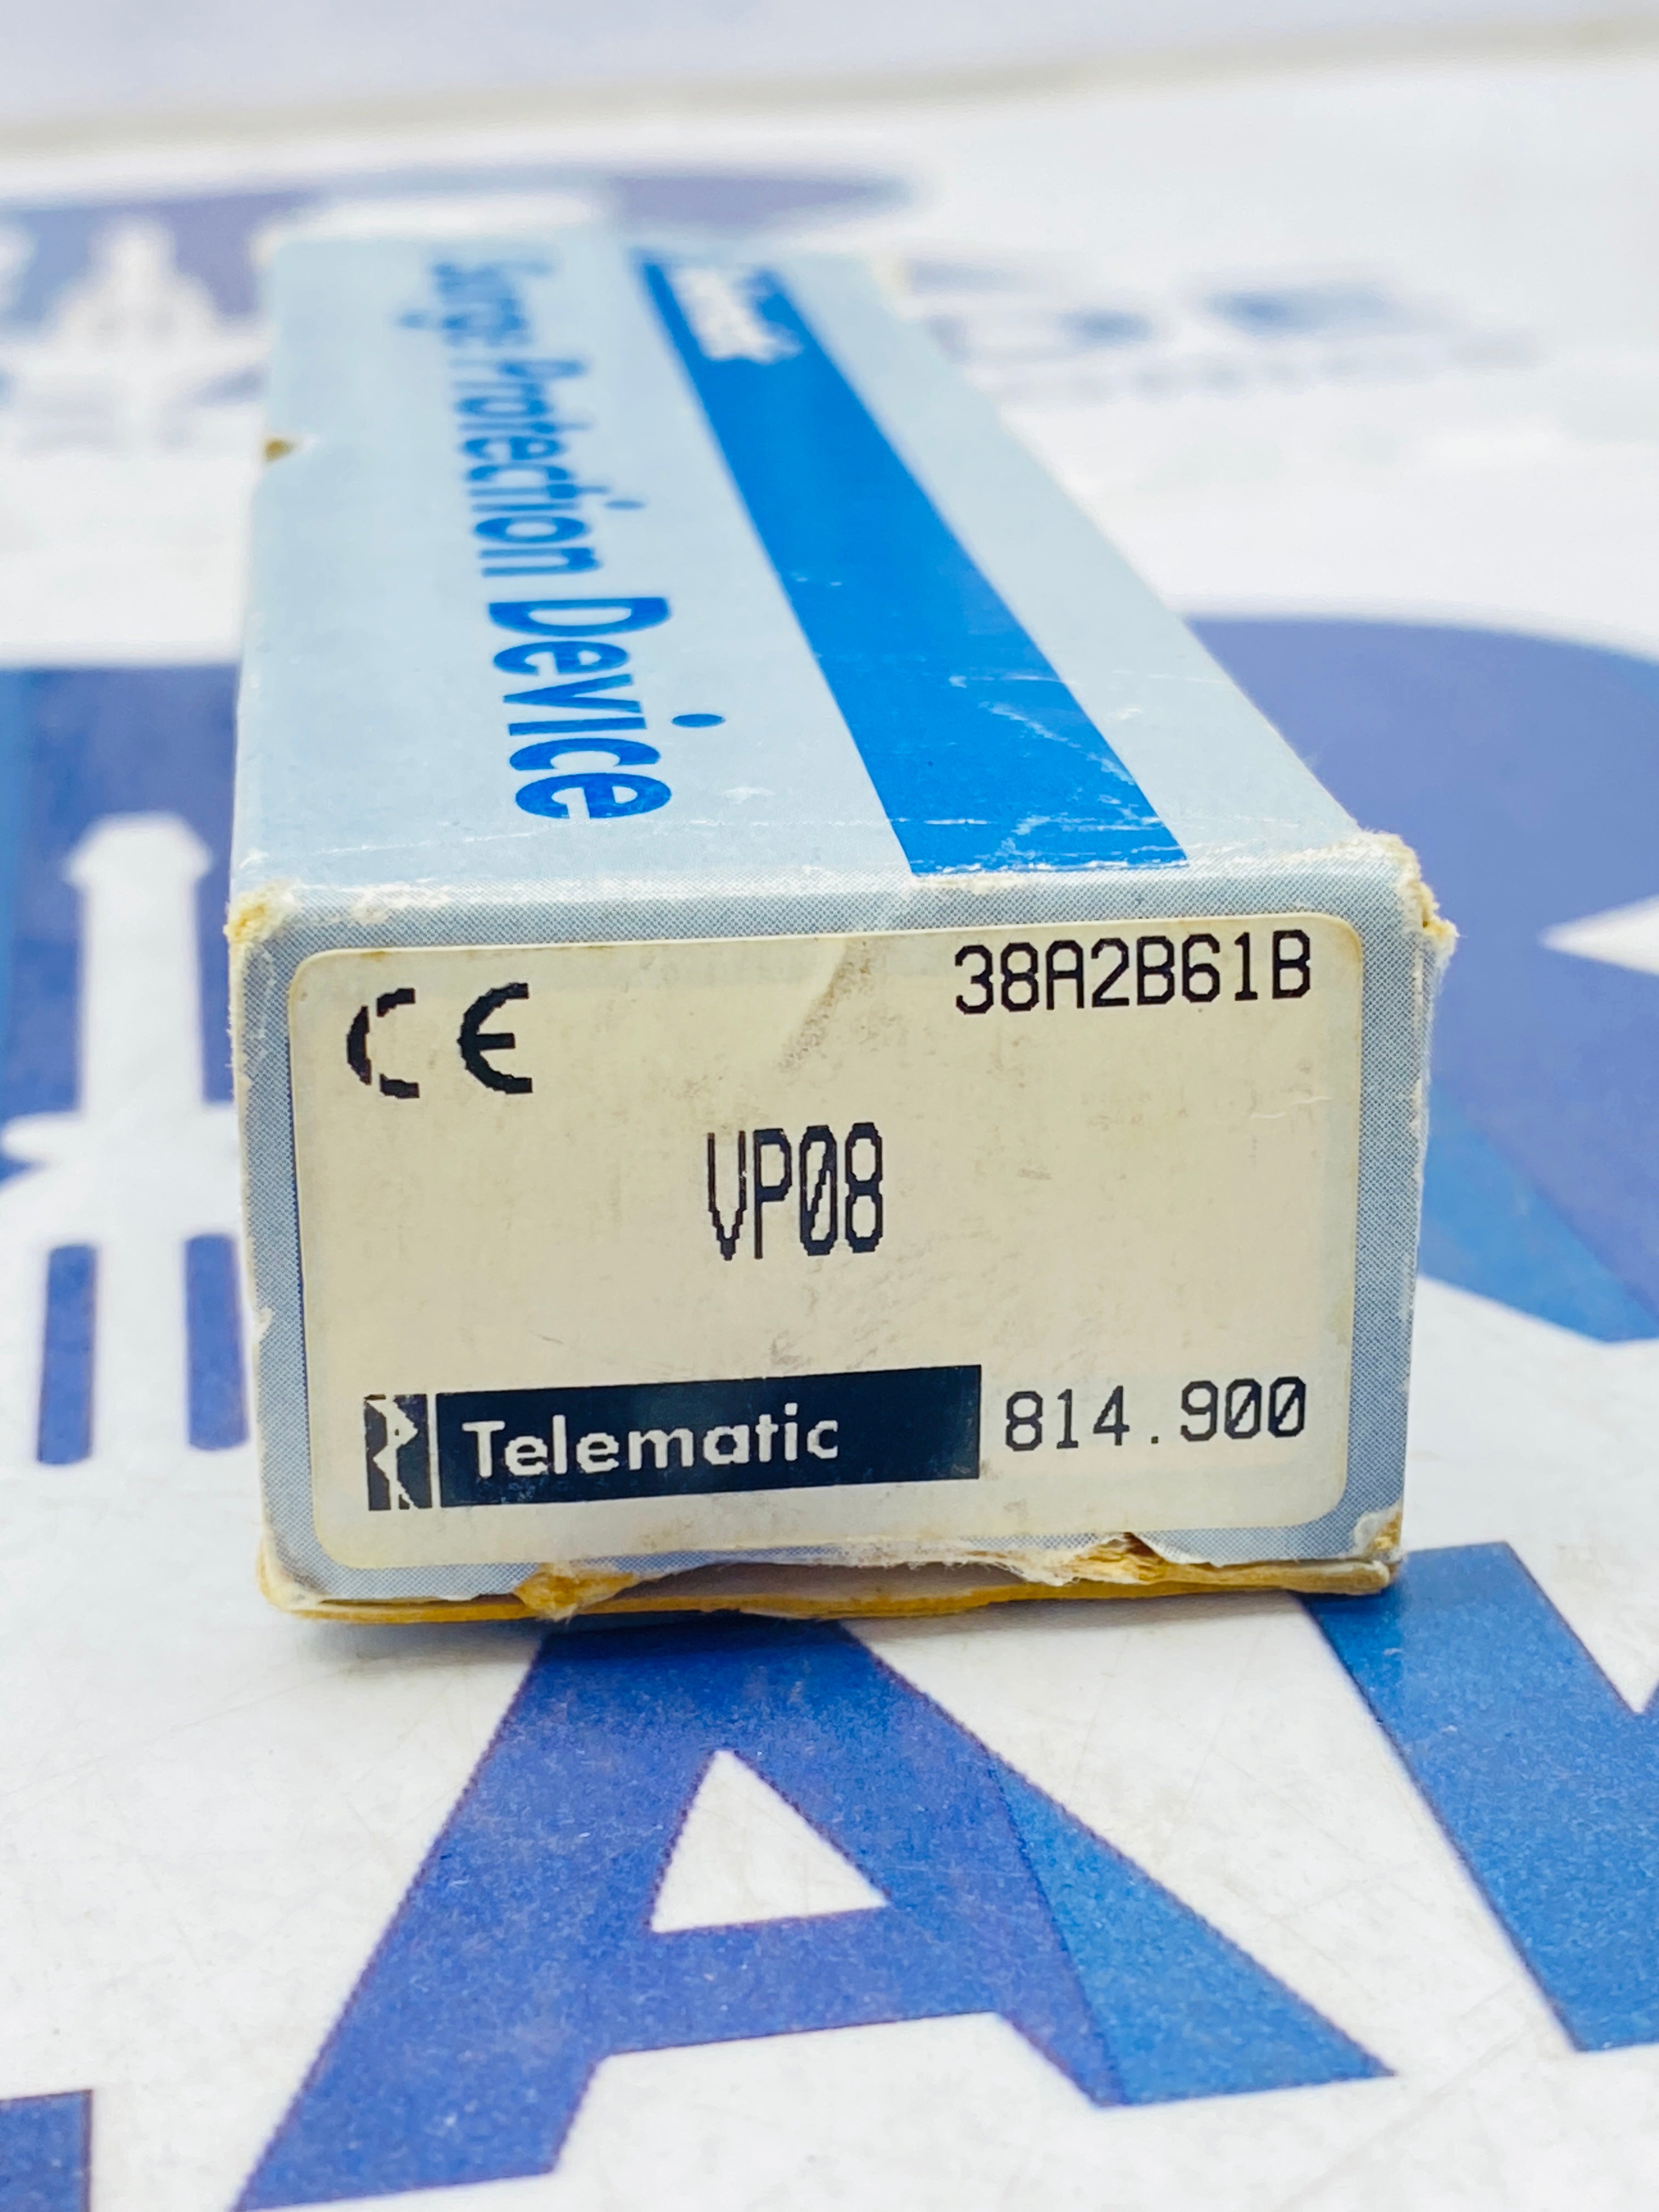 Surge Protection Device
CE
38A2B61B
VP08
Telematic
814.900